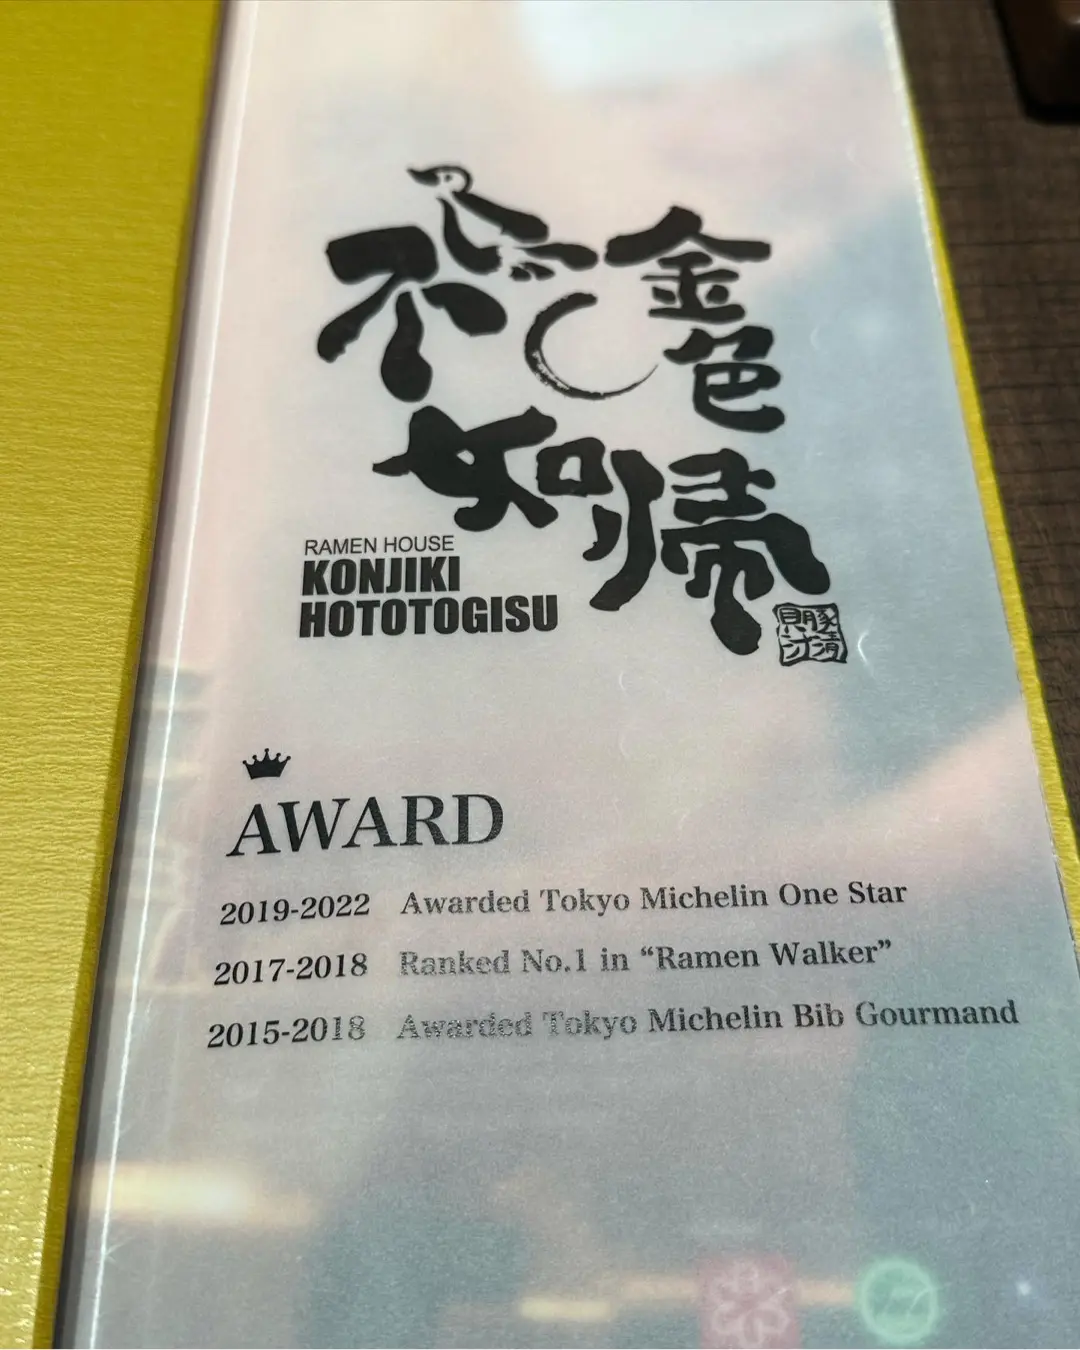 金色
不如帰
RAMEN HOUSE
KONJIKI
HOTOTOGISU
AWARD
2019-2022 Awarded Tokyo Michelin One Star
2017-2018 Ranked No.1 in “Ramen Walker”
2015-2018 Awarded Tokyo Michelin Bib Gourmand